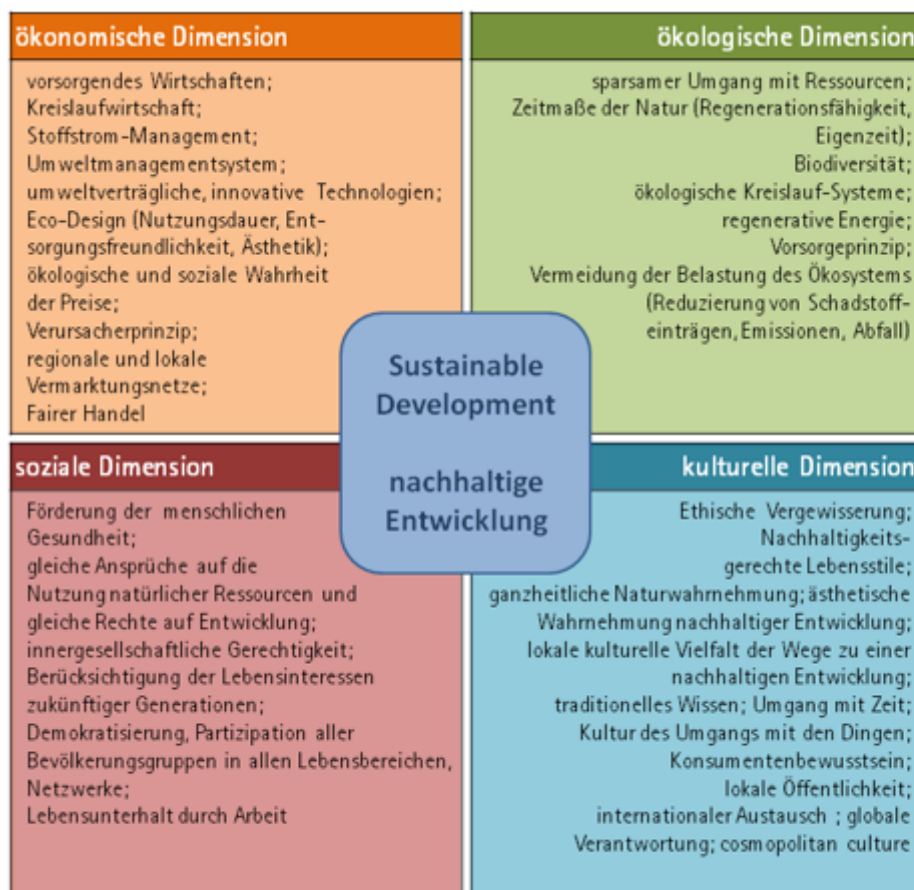 ökonomische Dimension
vorsorgendes Wirtschaften;
Kreislaufwirtschaft;
Stoffstrom-Management;
Umweltmanagementsystem;
umweltverträgliche, innovative Technologien;
Eco-Design (Nutzungsdauer, Ent-
sorgungsfreundlichkeit, Ästhetik);
ökologische und soziale Wahrheit
der Preise;
Verursacherprinzip;
regionale und lokale
Vermarktungsnetze;
Fairer Handel
ökologische Dimension
sparsamer Umgang mit Ressourcen;
Zeitmaße der Natur (Regenerationsfähigkeit,
Eigenzeit);
Biodiversität;
ökologische Kreislauf-Systeme;
regenerative Energie;
Vorsorgeprinzip;
Vermeidung der Belastung des Ökosystems
(Reduzierung von Schadstoff-
einträgen, Emissionen, Abfall)
Sustainable
Development
nachhaltige
Entwicklung
soziale Dimension
Förderung der menschlichen
Gesundheit;
gleiche Ansprüche auf die
Nutzung natürlicher Ressourcen und
gleiche Rechte auf Entwicklung;
innergesellschaftliche Gerechtigkeit;
Berücksichtigung der Lebensinteressen
zukünftiger Generationen;
Demokratisierung, Partizipation aller
Bevölkerungsgruppen in allen Lebensbereichen,
Netzwerke;
Lebensunterhalt durch Arbeit
kulturelle Dimension
Ethische Vergewisserung;
Nachhaltigkeits-
gerechte Lebensstile;
ganzheitliche Naturwahrnehmung; ästhetische
Wahrnehmung nachhaltiger Entwicklung;
lokale kulturelle Vielfalt der Wege zu einer
nachhaltigen Entwicklung;
traditionelles Wissen; Umgang mit Zeit;
Kultur des Umgangs mit den Dingen;
Konsumentenbewusstsein;
lokale Öffentlichkeit;
internationaler Austausch ; globale
Verantwortung; cosmopolitan culture